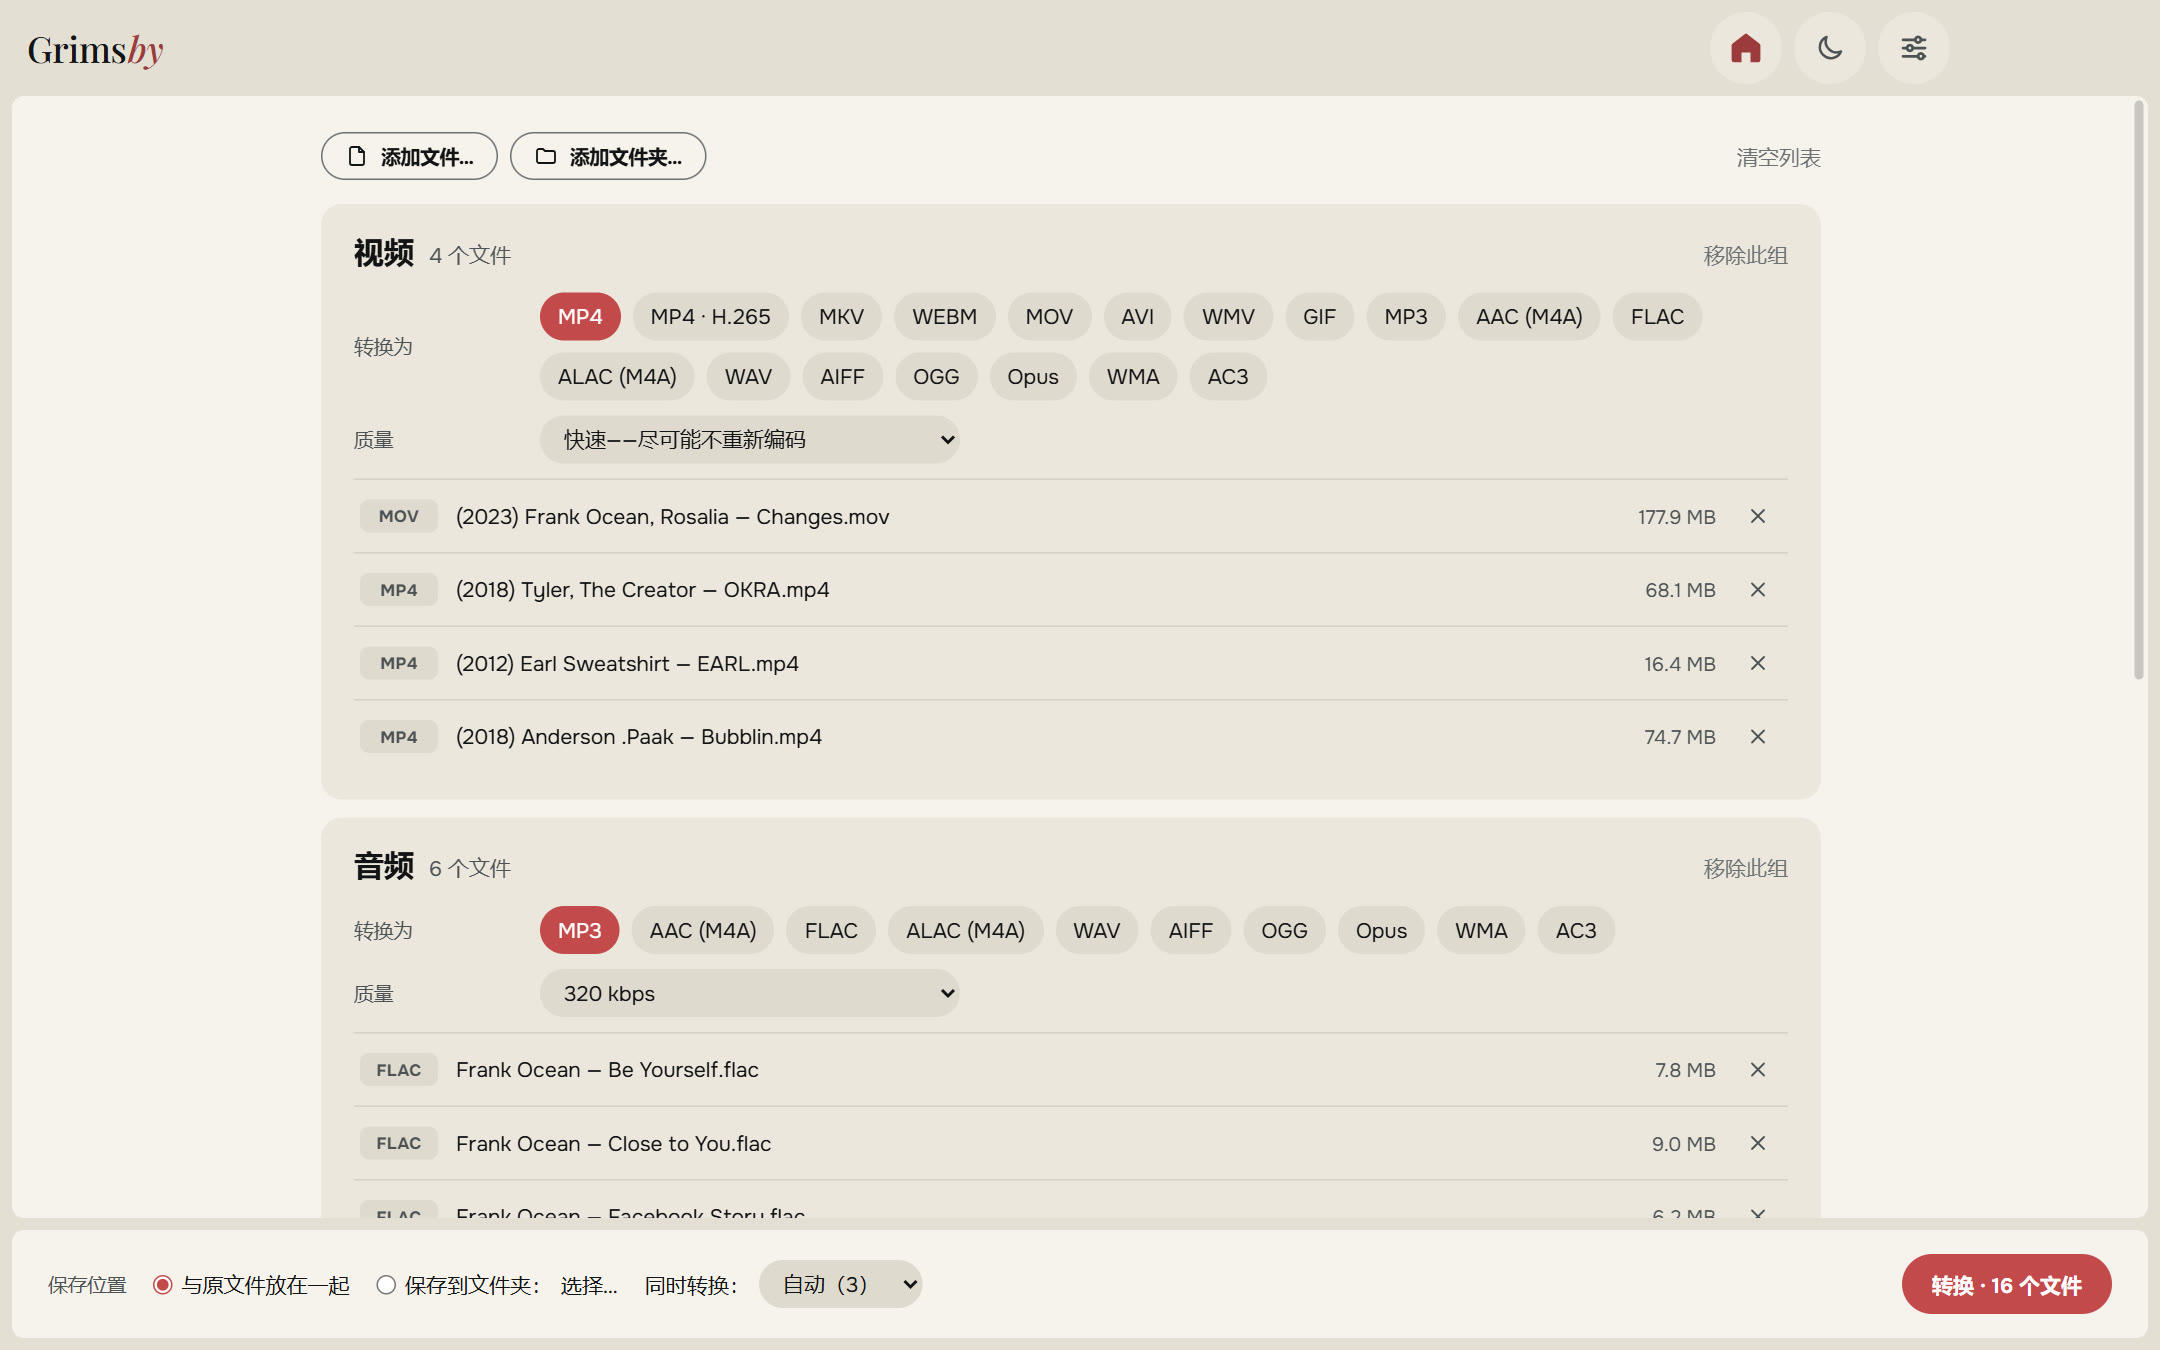 Grimsby
添加文件...
添加文件夹...
清空列表
视频 4 个文件
移除此组
转换为
MP4
MP4 · H.265
MKV
WEBM
MOV
AVI
WMV
GIF
MP3
AAC (M4A)
FLAC
ALAC (M4A)
WAV
AIFF
OGG
Opus
WMA
AC3
质量
快速——尽可能不重新编码
MOV (2023) Frank Ocean, Rosalia – Changes.mov 177.9 MB
MP4 (2018) Tyler, The Creator – OKRA.mp4 68.1 MB
MP4 (2012) Earl Sweatshirt – EARL.mp4 16.4 MB
MP4 (2018) Anderson .Paak – Bubblin.mp4 74.7 MB
音频 6 个文件
移除此组
转换为
MP3
AAC (M4A)
FLAC
ALAC (M4A)
WAV
AIFF
OGG
Opus
WMA
AC3
质量
320 kbps
FLAC Frank Ocean – Be Yourself.flac 7.8 MB
FLAC Frank Ocean – Close to You.flac 9.0 MB
FLAC Frank Ocean – Facebook Story.flac 6.2 MB
保存位置
与原文件放在一起
保存到文件夹：
选择...
同时转换：
自动（3）
转换 · 16 个文件